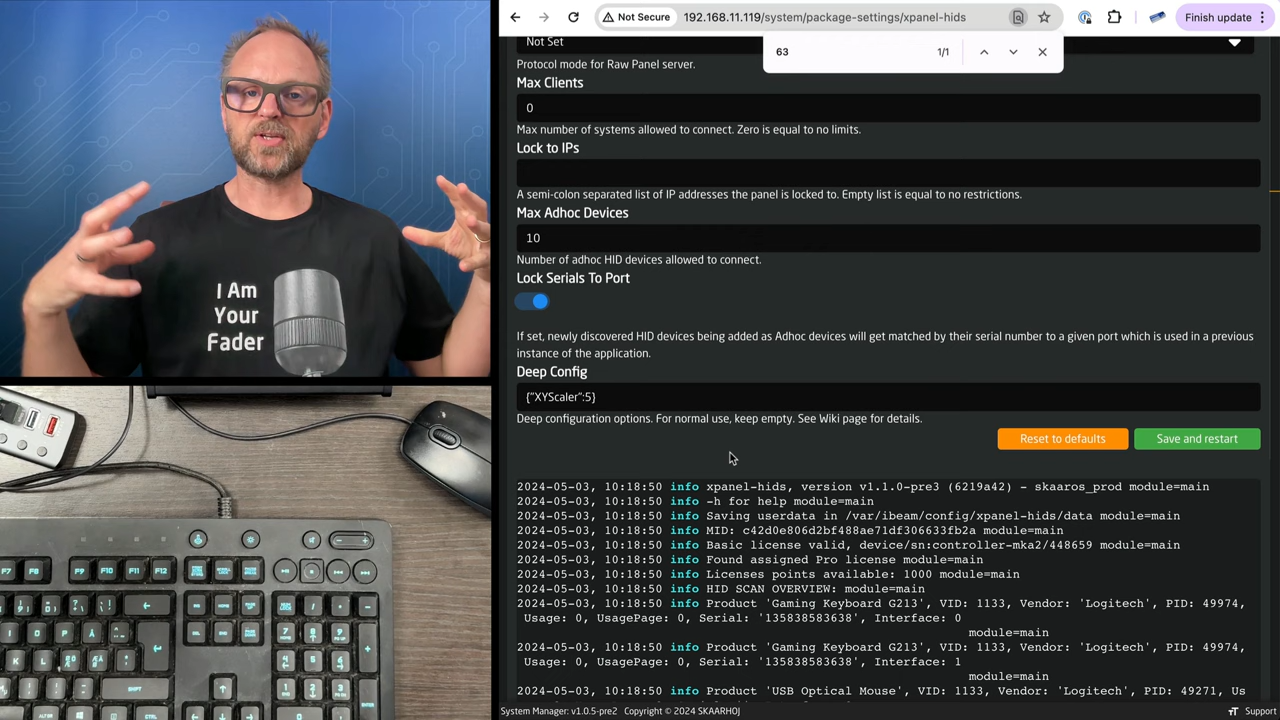 I Am
Your
Fader
F7
F8
F9
F10
F11
F12
SHIFT
Not Secure
192.168.11.119/system/package-settings/xpanel-hids
Finish update
63
1/1
Not Set
Protocol mode for Raw Panel server.
Max Clients
0
Max number of systems allowed to connect. Zero is equal to no limits.
Lock to IPs
A semi-colon separated list of IP addresses the panel is locked to. Empty list is equal to no restrictions.
Max Adhoc Devices
10
Number of adhoc HID devices allowed to connect.
Lock Serials To Port
If set, newly discovered HID devices being added as Adhoc devices will get matched by their serial number to a given port which is used in a previous
instance of the application.
Deep Config
{"XYScaler":5}
Deep configuration options. For normal use, keep empty. See Wiki page for details.
Reset to defaults
Save and restart
2024-05-03, 10:18:50 info xpanel-hids, version v1.1.0-pre3 (6219a42) - skaaros_prod module=main
2024-05-03, 10:18:50 info -h for help module=main
2024-05-03, 10:18:50 info Saving userdata in /var/ibeam/config/xpanel-hids/data module=main
2024-05-03, 10:18:50 info MID: c42d0e806d2bf488ae71df306633fb2a module=main
2024-05-03, 10:18:50 info Basic license valid, device/sn:controller-mka2/448659 module=main
2024-05-03, 10:18:50 info Found assigned Pro license module=main
2024-05-03, 10:18:50 info Licenses points available: 1000 module=main
2024-05-03, 10:18:50 info HID SCAN OVERVIEW: module=main
2024-05-03, 10:18:50 info Product 'Gaming Keyboard G213', VID: 1133, Vendor: 'Logitech', PID: 49974,
Usage: 0, UsagePage: 0, Serial: '135838583638', Interface: 0
module=main
2024-05-03, 10:18:50 info Product 'Gaming Keyboard G213', VID: 1133, Vendor: 'Logitech', PID: 49974,
Usage: 0, UsagePage: 0, Serial: '135838583638', Interface: 1
module=main
2024-05-03, 10:18:50 info Product 'USB Optical Mouse', VID: 1133, Vendor: 'Logitech', PID: 49271, Us
System Manager: v1.0.5-pre2 Copyright © 2024 SKAARHOJ
Support